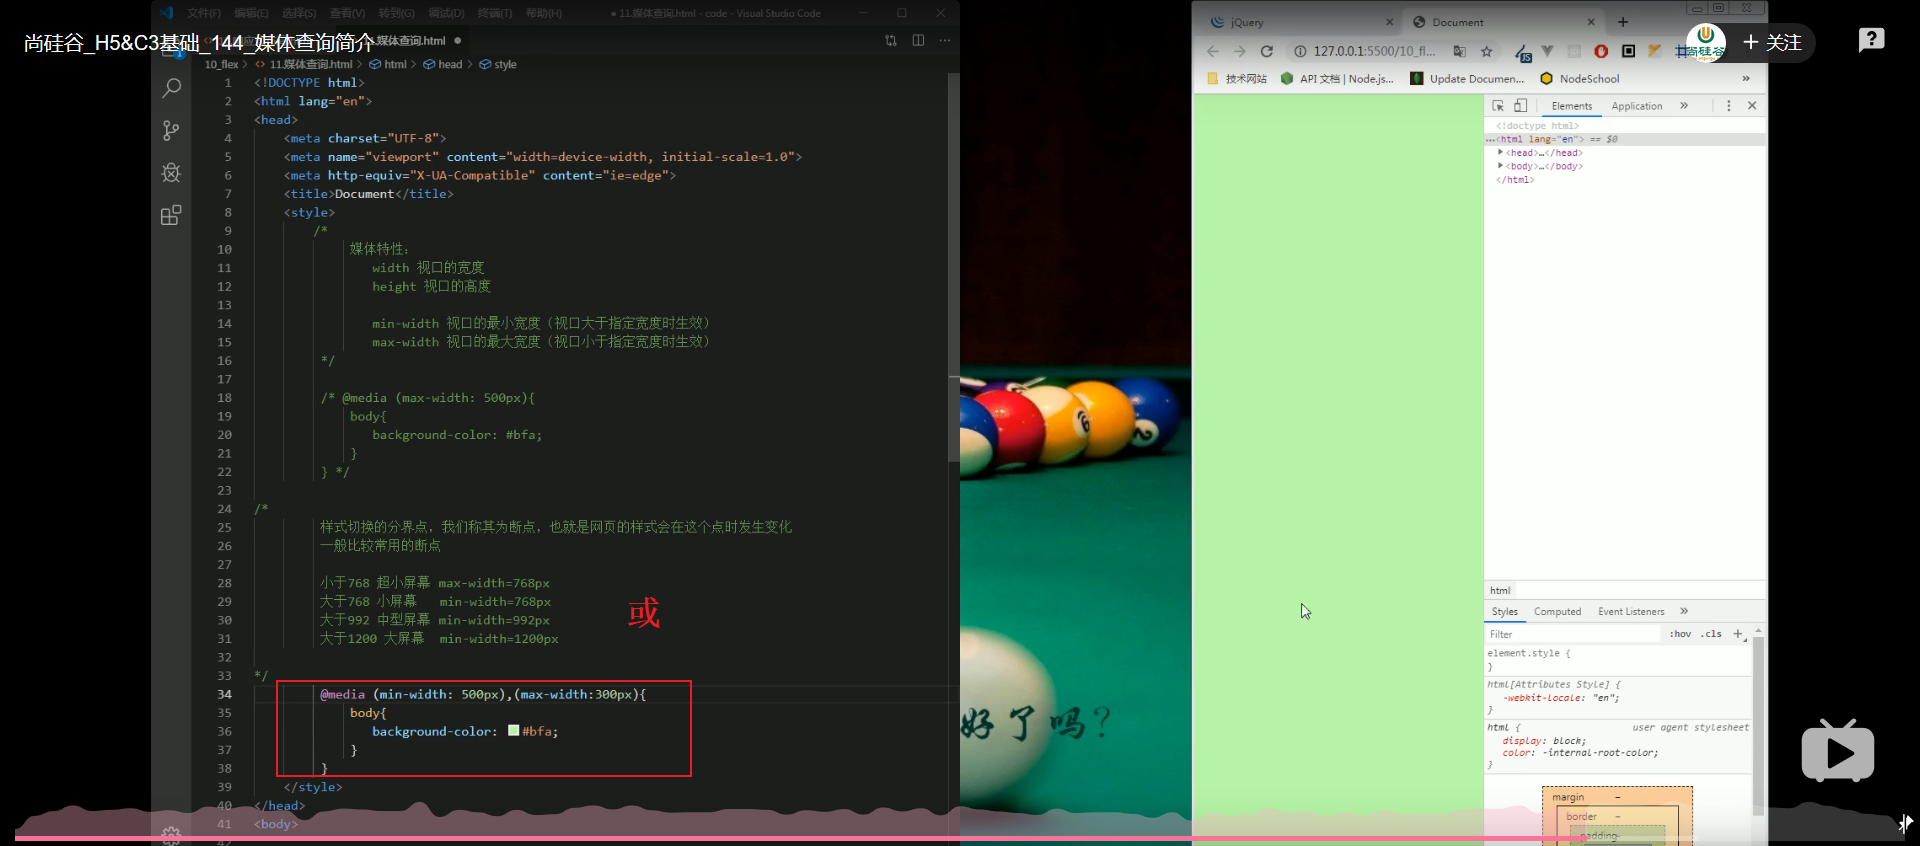 文件(F) 编辑(E) 选择(S) 查看(V) 转到(G) 调试(D) 终端(T) 帮助(H) ● 11.媒体查询.html - code - Visual Studio Code
尚硅谷_H5&C3基础_144_媒体查询简介
.媒体查询.html ●
10_flex > <> 11.媒体查询.html > html > head > style
1 <!DOCTYPE html>
2 <html lang="en">
3 <head>
4 <meta charset="UTF-8">
5 <meta name="viewport" content="width=device-width, initial-scale=1.0">
6 <meta http-equiv="X-UA-Compatible" content="ie=edge">
7 <title>Document</title>
8 <style>
9 /*
10 媒体特性:
11 width 视口的宽度
12 height 视口的高度
13
14 min-width 视口的最小宽度（视口大于指定宽度时生效）
15 max-width 视口的最大宽度（视口小于指定宽度时生效）
16 */
17
18 /* @media (max-width: 500px){
19 body{
20 background-color: #bfa;
21 }
22 } */
23
24 /*
25 样式切换的分界点，我们称其为断点，也就是网页的样式会在这个点时发生变化
26 一般比较常用的断点
27
28 小于768 超小屏幕 max-width=768px
29 大于768 小屏幕 min-width=768px
30 大于992 中型屏幕 min-width=992px
31 大于1200 大屏幕 min-width=1200px
或
32
33 */
34 @media (min-width: 500px),(max-width:300px){
35 body{
36 background-color: #bfa;
37 }
38 }
39 </style>
40 </head>
41 <body>
好了吗?
jQuery
Document
127.0.0.1:5500/10_fl...
JS
尚硅谷
+ 关注
技术网站 API 文档 | Node.js... Update Documen... NodeSchool »
Elements Application »
<!doctype html>
...<html lang="en"> == $0
<head>…</head>
<body>…</body>
</html>
html
Styles Computed Event Listeners »
Filter :hov .cls +
element.style {
}
html[Attributes Style] {
-webkit-locale: "en";
}
html { user agent stylesheet
display: block;
color: -internal-root-color;
}
margin –
border –
padding-